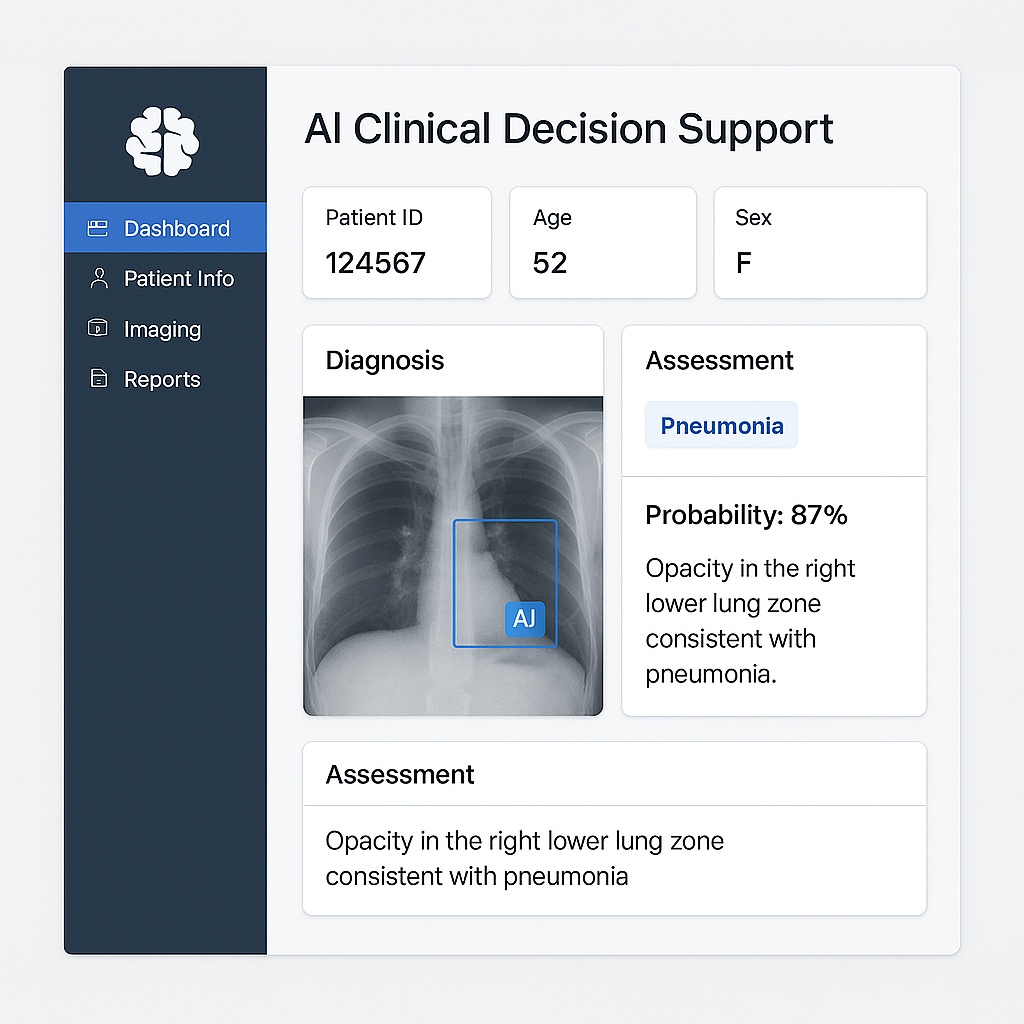 AI Clinical Decision Support
Dashboard
Patient Info
Imaging
Reports
Patient ID
124567
Age
52
Sex
F
Diagnosis
AJ
Assessment
Pneumonia
Probability: 87%
Opacity in the right
lower lung zone
consistent with
pneumonia.
Assessment
Opacity in the right lower lung zone
consistent with pneumonia